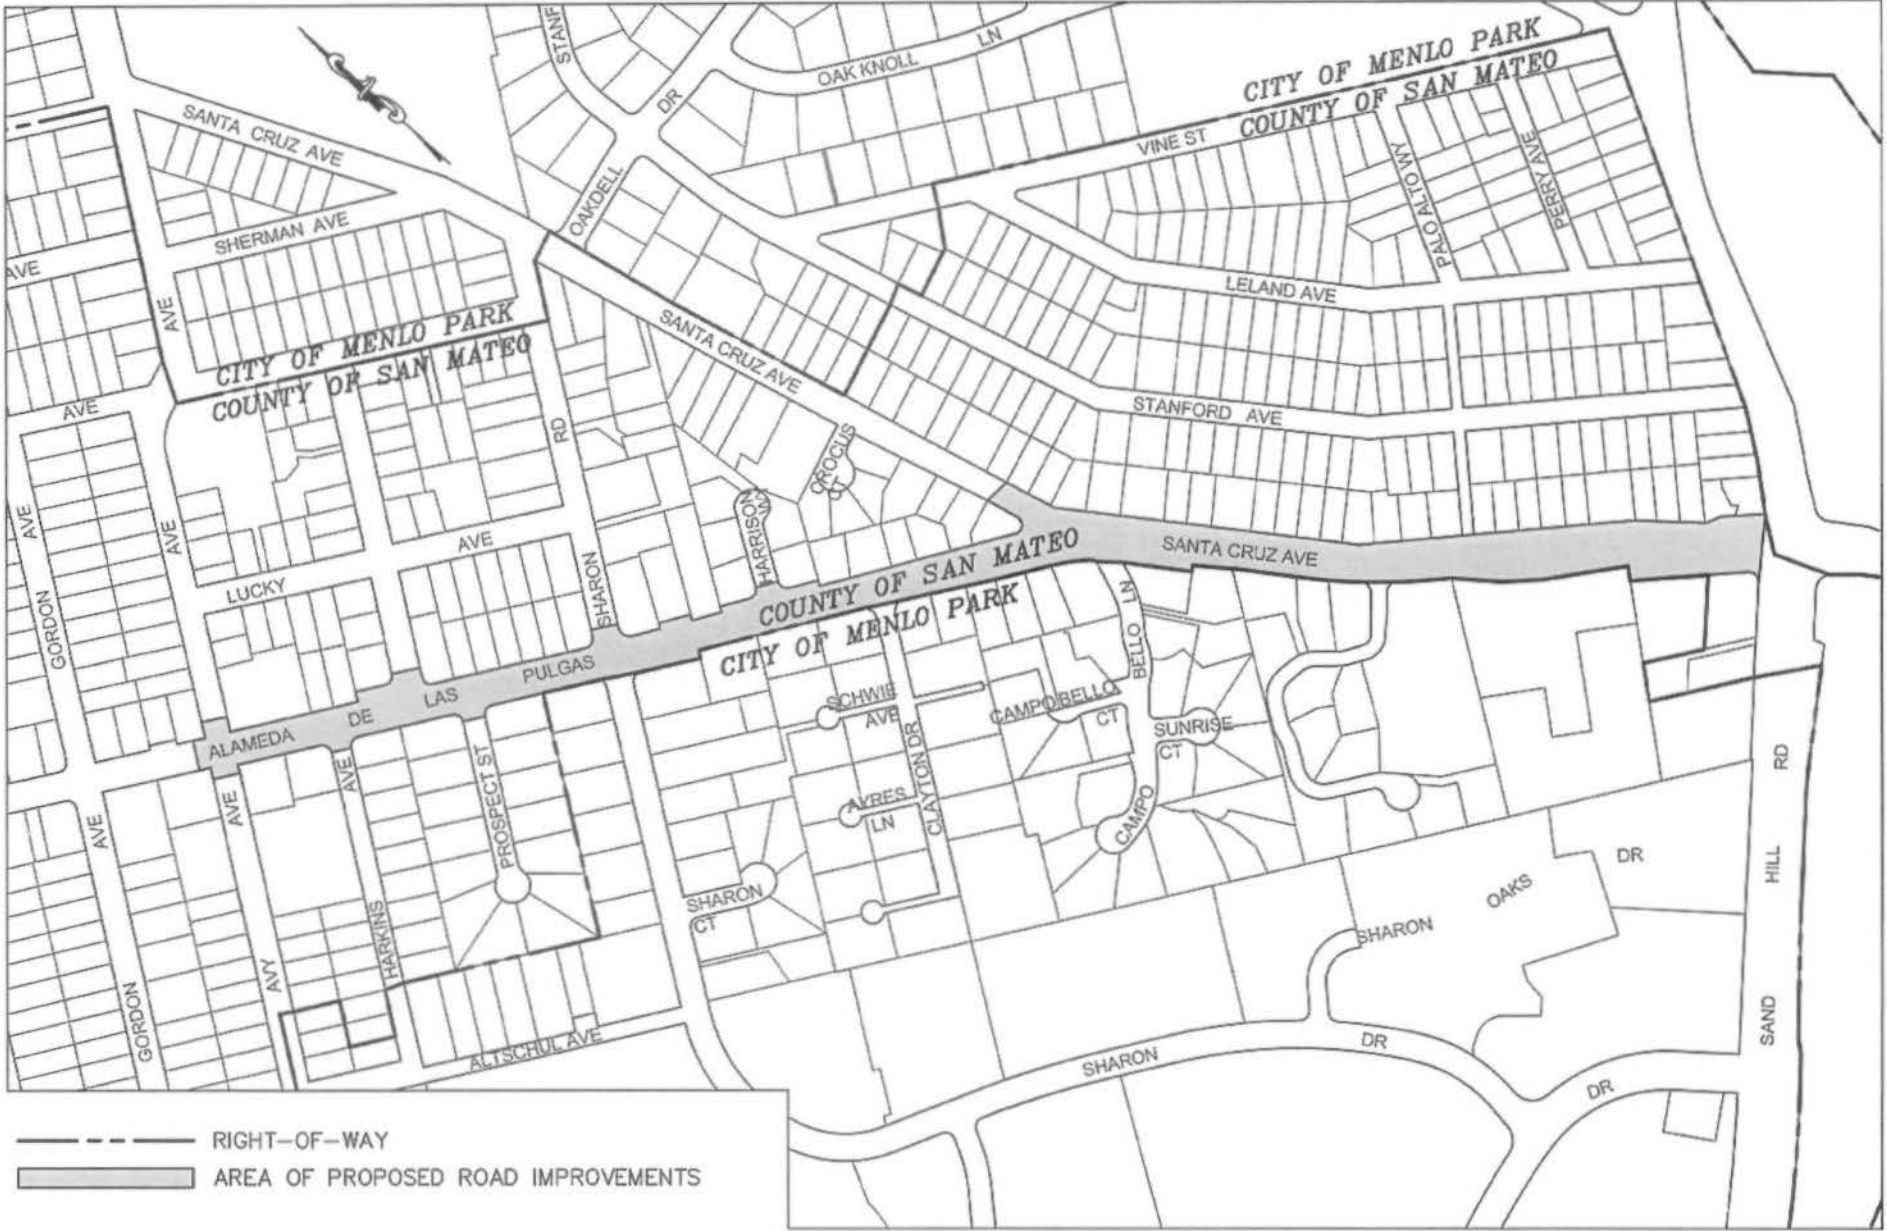 STANF
OAK KNOLL
LN
DR
CITY OF MENLO PARK
COUNTY OF SAN MATEO
SANTA CRUZ AVE
VINE ST
PALO ALTO WY
PERRY AVE
OAKDELL
SHERMAN AVE
AVE
AVE
LELAND AVE
CITY OF MENLO PARK
COUNTY OF SAN MATEO
SANTA CRUZ AVE
AVE
STANFORD AVE
RD
CROCUS
CT
HARRISON
WY
AVE
AVE
AVE
LUCKY
SHARON
GORDON
SANTA CRUZ AVE
COUNTY OF SAN MATEO
CITY OF MENLO PARK
BELLO LN
ALAMEDA DE LAS PULGAS
SCHWIE
AVE
CAMPO BELLO
CT
SUNRISE
CT
CLAYTON DR
AYRES
LN
CAMPO
PROSPECT ST
AVE
AVE
AVE
SHARON
CT
HARKINS
AVY
GORDON
ALTSCHUL AVE
SHARON OAKS DR
SHARON DR
DR
SAND HILL RD
RIGHT-OF-WAY
AREA OF PROPOSED ROAD IMPROVEMENTS